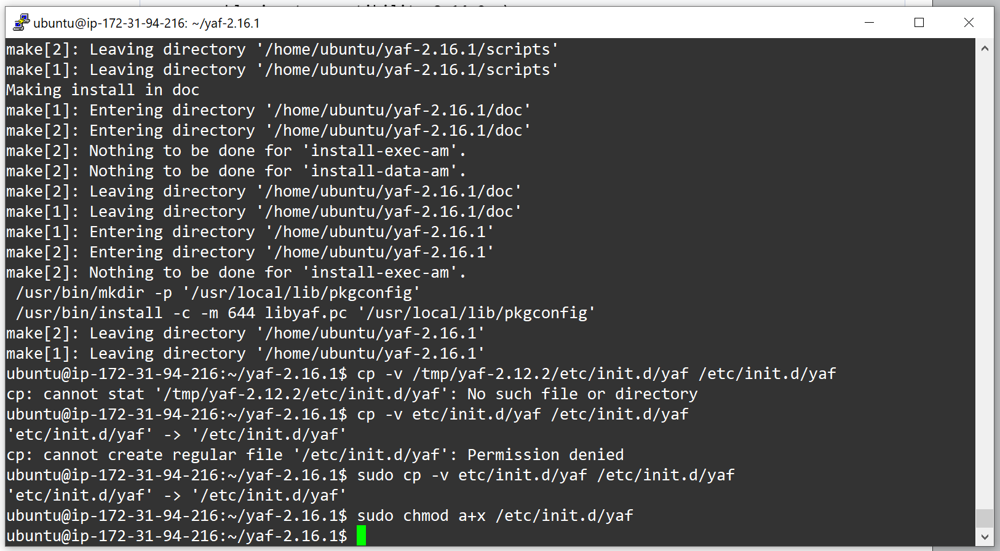 ubuntu@ip-172-31-94-216: ~/yaf-2.16.1
make[2]: Leaving directory '/home/ubuntu/yaf-2.16.1/scripts'
make[1]: Leaving directory '/home/ubuntu/yaf-2.16.1/scripts'
Making install in doc
make[1]: Entering directory '/home/ubuntu/yaf-2.16.1/doc'
make[2]: Entering directory '/home/ubuntu/yaf-2.16.1/doc'
make[2]: Nothing to be done for 'install-exec-am'.
make[2]: Nothing to be done for 'install-data-am'.
make[2]: Leaving directory '/home/ubuntu/yaf-2.16.1/doc'
make[1]: Leaving directory '/home/ubuntu/yaf-2.16.1/doc'
make[1]: Entering directory '/home/ubuntu/yaf-2.16.1'
make[2]: Entering directory '/home/ubuntu/yaf-2.16.1'
make[2]: Nothing to be done for 'install-exec-am'.
 /usr/bin/mkdir -p '/usr/local/lib/pkgconfig'
 /usr/bin/install -c -m 644 libyaf.pc '/usr/local/lib/pkgconfig'
make[2]: Leaving directory '/home/ubuntu/yaf-2.16.1'
make[1]: Leaving directory '/home/ubuntu/yaf-2.16.1'
ubuntu@ip-172-31-94-216:~/yaf-2.16.1$ cp -v /tmp/yaf-2.12.2/etc/init.d/yaf /etc/init.d/yaf
cp: cannot stat '/tmp/yaf-2.12.2/etc/init.d/yaf': No such file or directory
ubuntu@ip-172-31-94-216:~/yaf-2.16.1$ cp -v etc/init.d/yaf /etc/init.d/yaf
'etc/init.d/yaf' -> '/etc/init.d/yaf'
cp: cannot create regular file '/etc/init.d/yaf': Permission denied
ubuntu@ip-172-31-94-216:~/yaf-2.16.1$ sudo cp -v etc/init.d/yaf /etc/init.d/yaf
'etc/init.d/yaf' -> '/etc/init.d/yaf'
ubuntu@ip-172-31-94-216:~/yaf-2.16.1$ sudo chmod a+x /etc/init.d/yaf
ubuntu@ip-172-31-94-216:~/yaf-2.16.1$